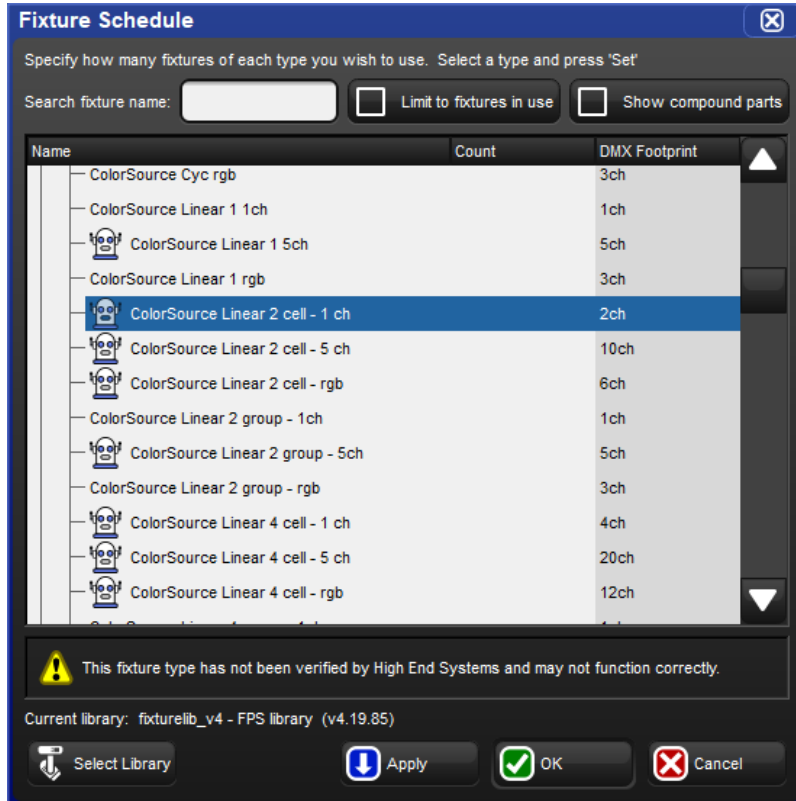 Fixture Schedule
Specify how many fixtures of each type you wish to use. Select a type and press 'Set'
Search fixture name: Limit to fixtures in use Show compound parts
Name Count DMX Footprint
ColorSource Cyc rgb 3ch
ColorSource Linear 1 1ch 1ch
ColorSource Linear 1 5ch 5ch
ColorSource Linear 1 rgb 3ch
ColorSource Linear 2 cell - 1 ch 2ch
ColorSource Linear 2 cell - 5 ch 10ch
ColorSource Linear 2 cell - rgb 6ch
ColorSource Linear 2 group - 1ch 1ch
ColorSource Linear 2 group - 5ch 5ch
ColorSource Linear 2 group - rgb 3ch
ColorSource Linear 4 cell - 1 ch 4ch
ColorSource Linear 4 cell - 5 ch 20ch
ColorSource Linear 4 cell - rgb 12ch
This fixture type has not been verified by High End Systems and may not function correctly.
Current library: fixturelib_v4 - FPS library (v4.19.85)
Select Library Apply OK Cancel